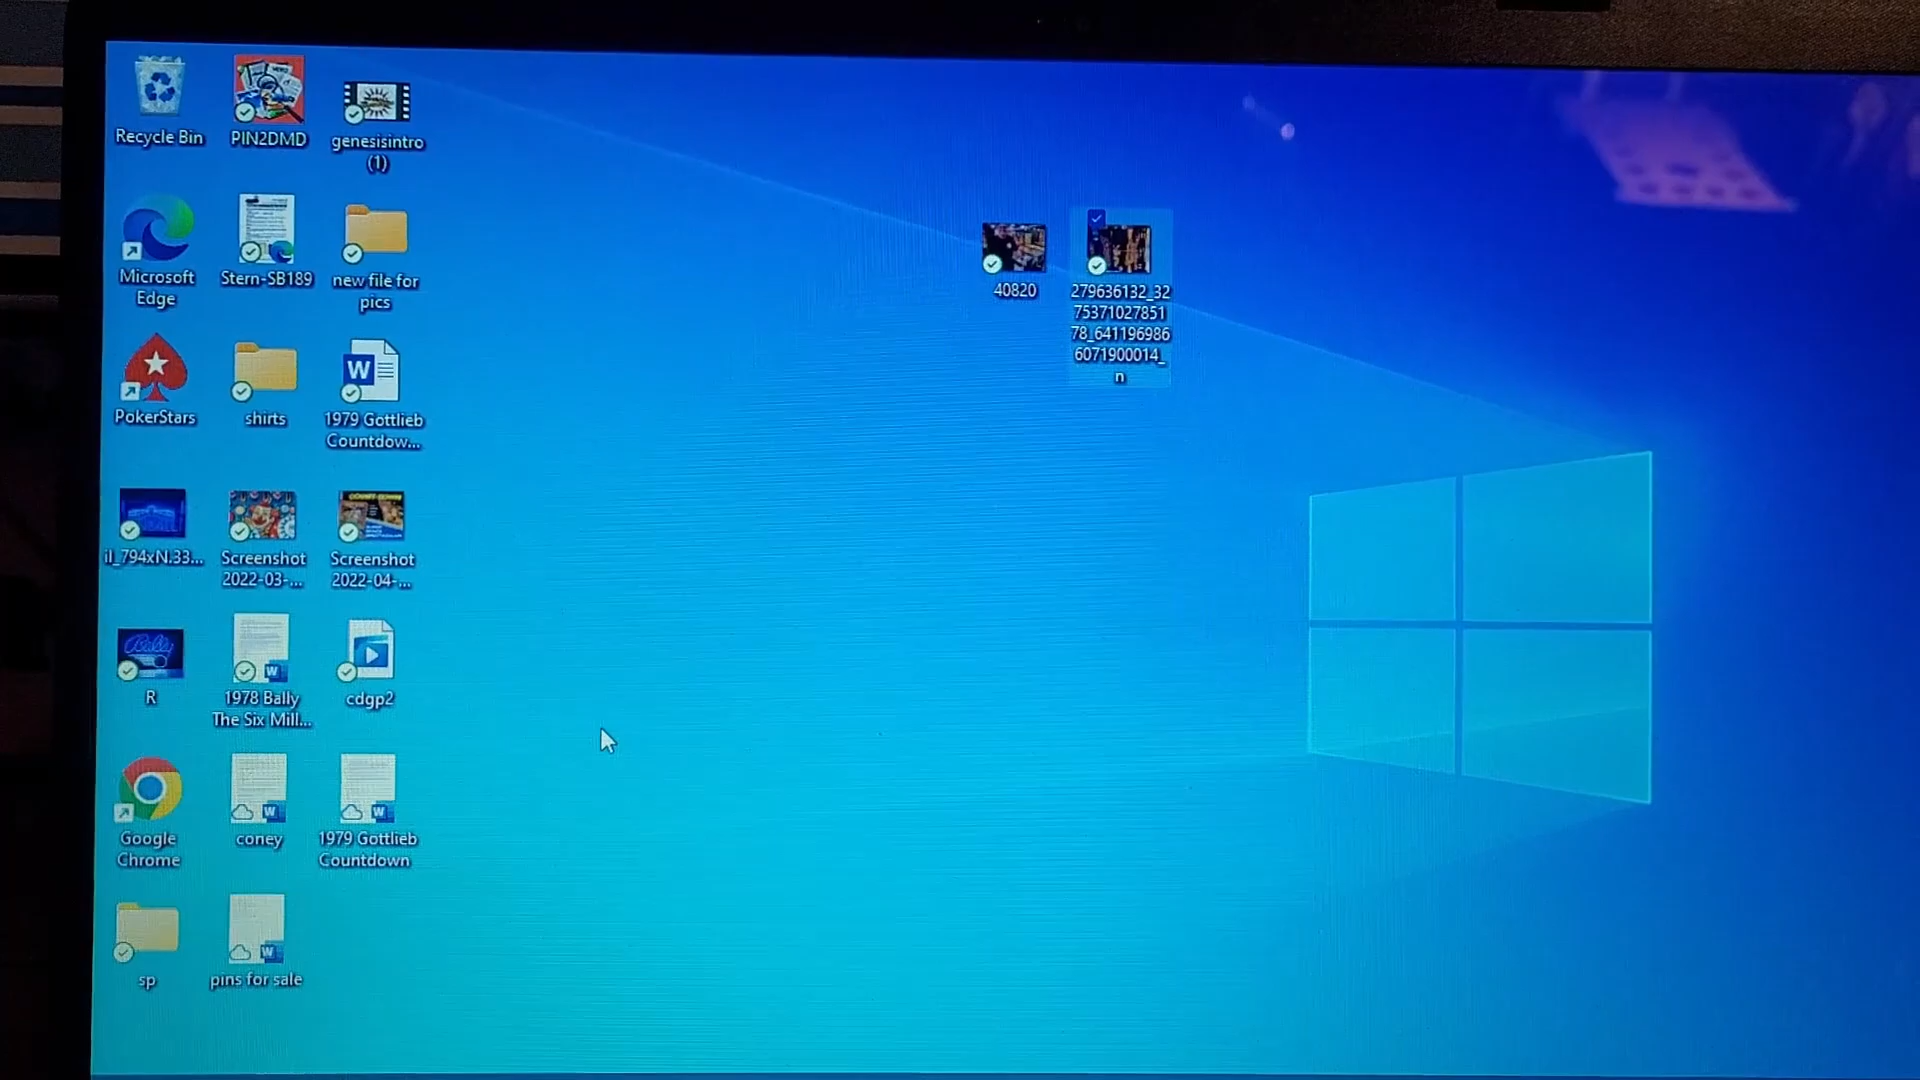 Recycle Bin
PIN2DMD
genesisintro
(1)
Microsoft
Edge
Stern-SB189
new file for
pics
40820
279636132_32
75371027851
78_641196986
6071900014_
n
PokerStars
shirts
1979 Gottlieb
Countdow...
il_794xN.33...
Screenshot
2022-03-...
Screenshot
2022-04-...
Bally
R
1978 Bally
The Six Mill...
cdgp2
Google
Chrome
coney
1979 Gottlieb
Countdown
sp
pins for sale